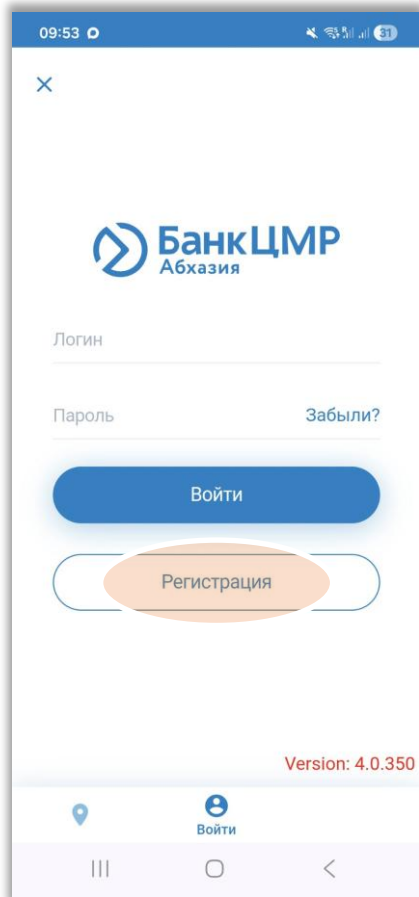 09:53
31
БанкЦМР
Абхазия
Логин
Пароль Забыли?
Войти
Регистрация
Version: 4.0.350
Войти